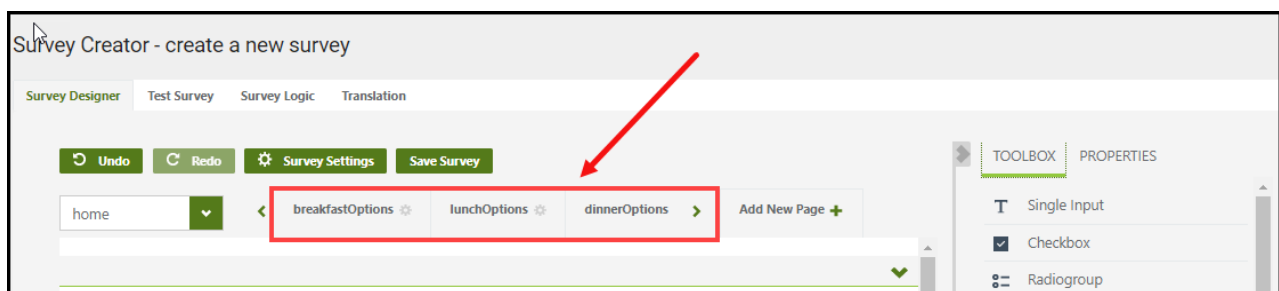 Survey Creator - create a new survey
Survey Designer Test Survey Survey Logic Translation
Undo Redo Survey Settings Save Survey
TOOLBOX PROPERTIES
home breakfastOptions lunchOptions dinnerOptions Add New Page
Single Input
Checkbox
Radiogroup